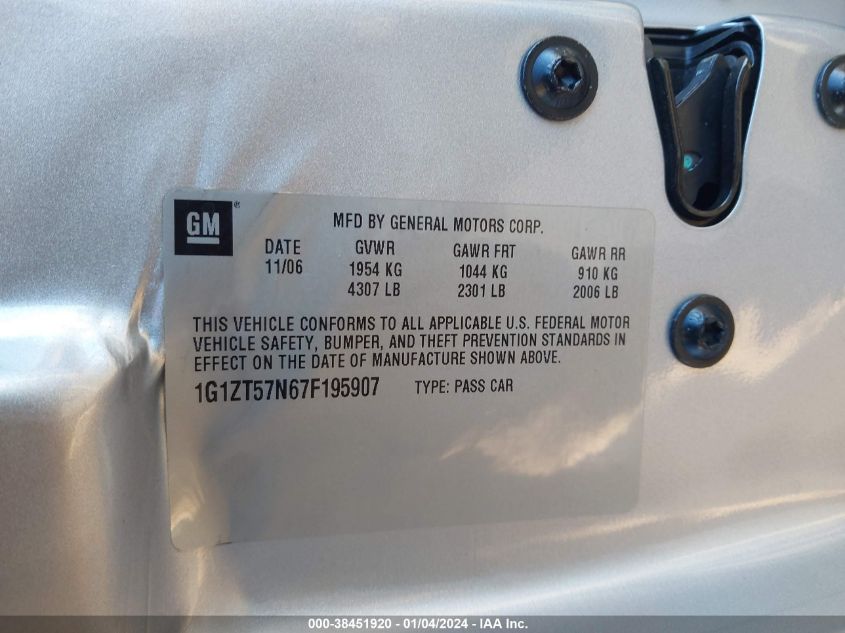 GM®
MFD BY GENERAL MOTORS CORP.
DATE GVWR GAWR FRT GAWR RR
11/06 1954 KG 1044 KG 910 KG
4307 LB 2301 LB 2006 LB
THIS VEHICLE CONFORMS TO ALL APPLICABLE U.S. FEDERAL MOTOR
VEHICLE SAFETY, BUMPER, AND THEFT PREVENTION STANDARDS IN
EFFECT ON THE DATE OF MANUFACTURE SHOWN ABOVE.
1G1ZT57N67F195907 TYPE: PASS CAR
000-38451920 - 01/04/2024 - IAA Inc.